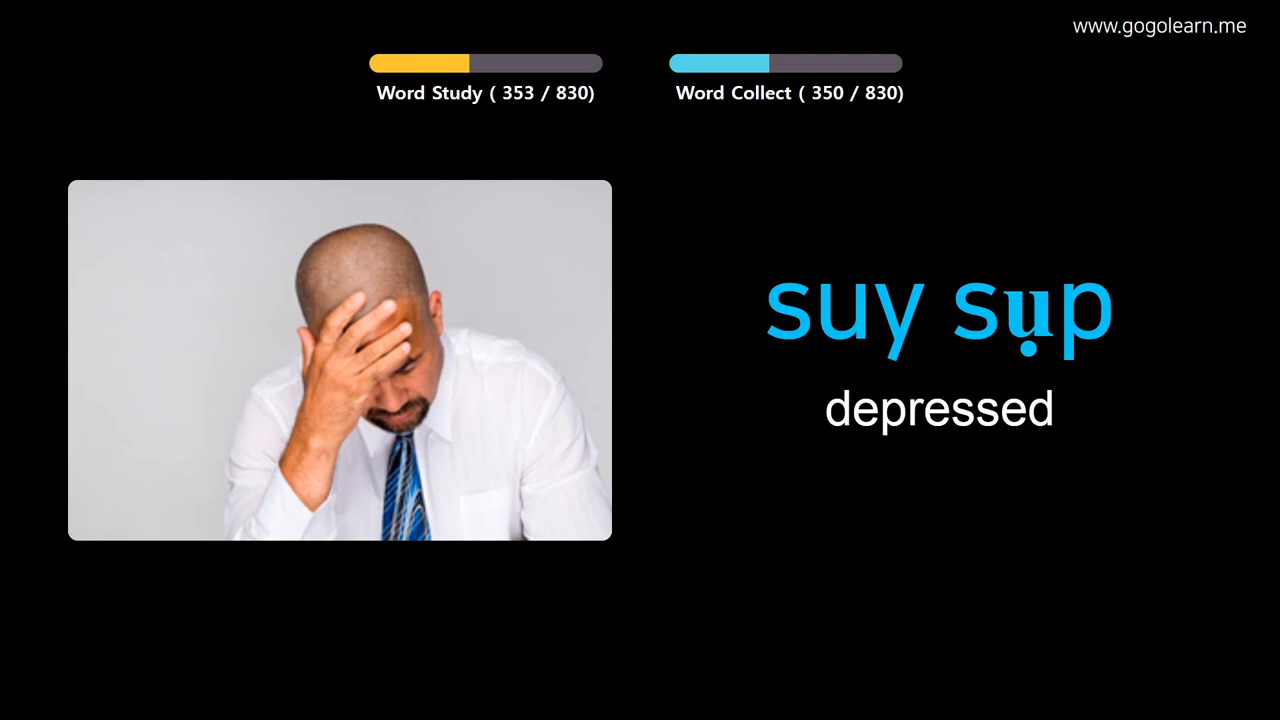 www.gogolearn.me
Word Study ( 353 / 830)
Word Collect ( 350 / 830)
suy sụp
depressed